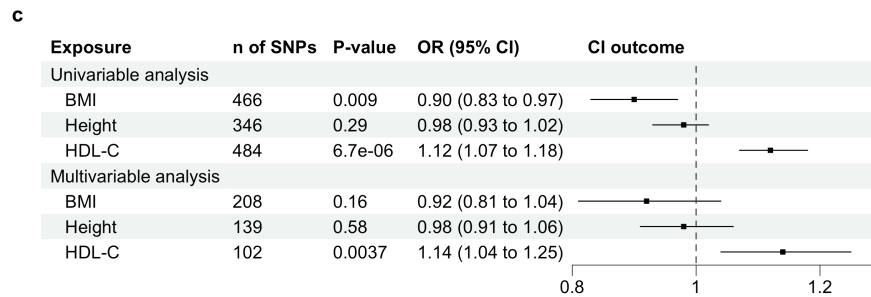 c
Exposure n of SNPs P-value OR (95% CI) CI outcome
Univariable analysis
BMI 466 0.009 0.90 (0.83 to 0.97)
Height 346 0.29 0.98 (0.93 to 1.02)
HDL-C 484 6.7e-06 1.12 (1.07 to 1.18)
Multivariable analysis
BMI 208 0.16 0.92 (0.81 to 1.04)
Height 139 0.58 0.98 (0.91 to 1.06)
HDL-C 102 0.0037 1.14 (1.04 to 1.25)
0.8 1 1.2